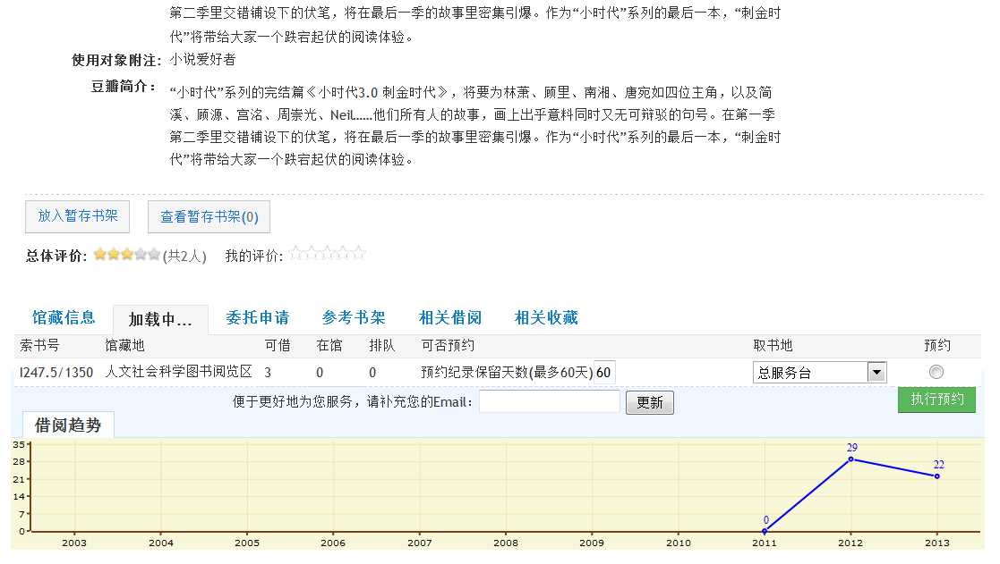 第二季里交错铺设下的伏笔，将在最后一季的故事里密集引爆。作为“小时代”系列的最后一本，“刺金时
代”将带给大家一个跌宕起伏的阅读体验。
使用对象附注: 小说爱好者
豆瓣简介： “小时代”系列的完结篇《小时代3.0 刺金时代》，将要为林萧、顾里、南湘、唐宛如四位主角，以及简
溪、顾源、宫洺、周崇光、Neil……他们所有人的故事，画上出乎意料同时又无可辩驳的句号。在第一季
第二季里交错铺设下的伏笔，将在最后一季的故事里密集引爆。作为“小时代”系列的最后一本，“刺金时
代”将带给大家一个跌宕起伏的阅读体验。
放入暂存书架 查看暂存书架(0)
总体评价: (共2人) 我的评价:
馆藏信息 加载中... 委托申请 参考书架 相关借阅 相关收藏
索书号 馆藏地 可借 在馆 排队 可否预约 取书地 预约
I247.5/1350 人文社会科学图书阅览区 3 0 0 预约纪录保留天数(最多60天) 60 总服务台
便于更好地为您服务，请补充您的Email： 更新 执行预约
借阅趋势
35
28
21
14
7
0
29
22
0
2003 2004 2005 2006 2007 2008 2009 2010 2011 2012 2013